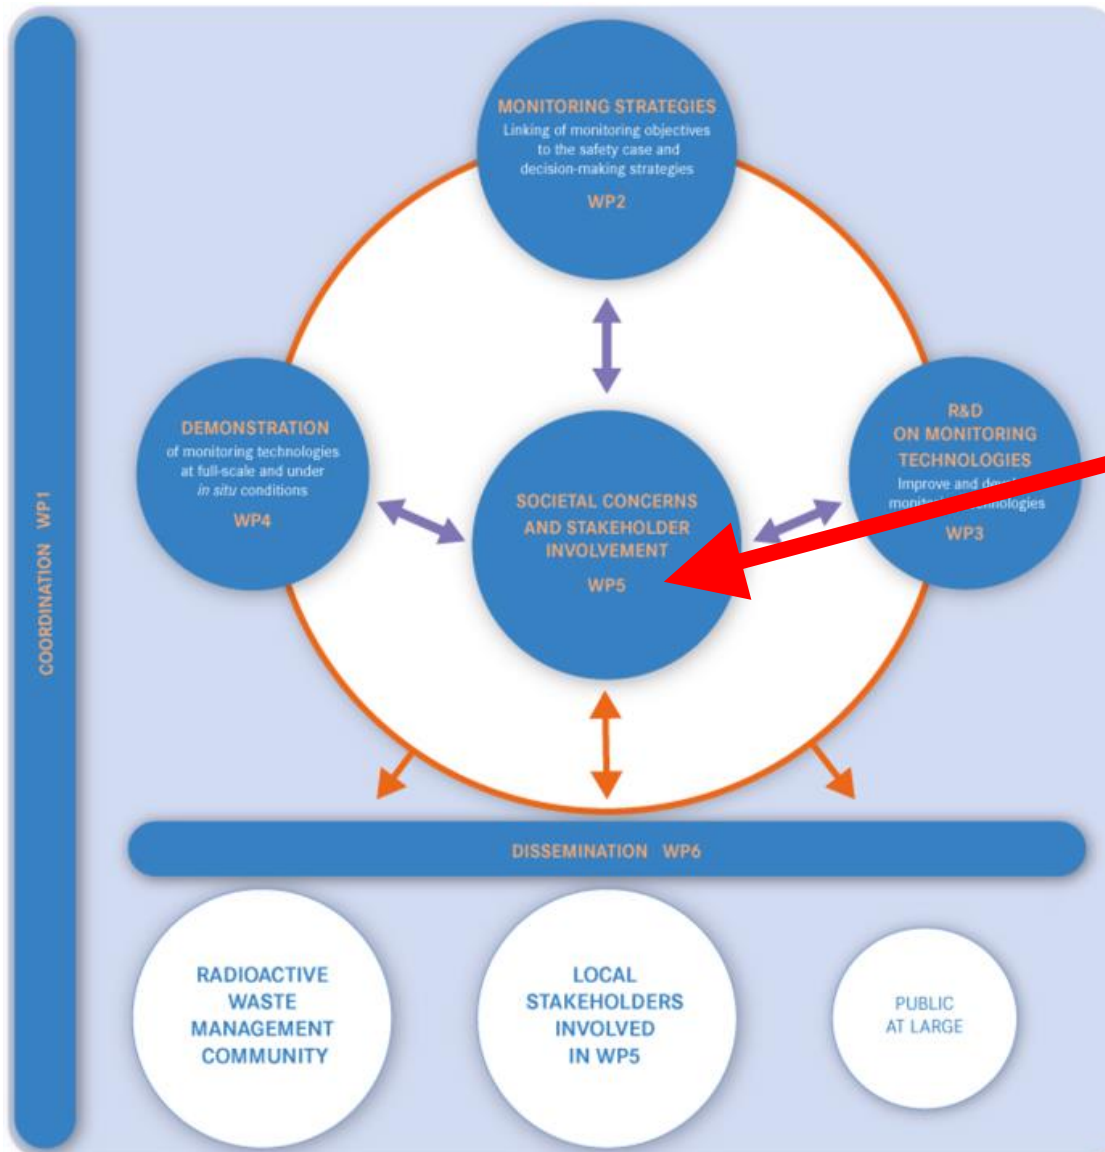 COORDINATION WP1
MONITORING STRATEGIES
Linking of monitoring objectives
to the safety case and
decision-making strategies
WP2
DEMONSTRATION
of monitoring technologies
at full-scale and under
in situ conditions
WP4
R&D
ON MONITORING
TECHNOLOGIES
Improve and
technologies
WP3
SOCIETAL CONCERNS
AND STAKEHOLDER
INVOLVEMENT
WP5
DISSEMINATION WP6
RADIOACTIVE
WASTE
MANAGEMENT
COMMUNITY
LOCAL
STAKEHOLDERS
INVOLVED
IN WP5
PUBLIC
AT LARGE